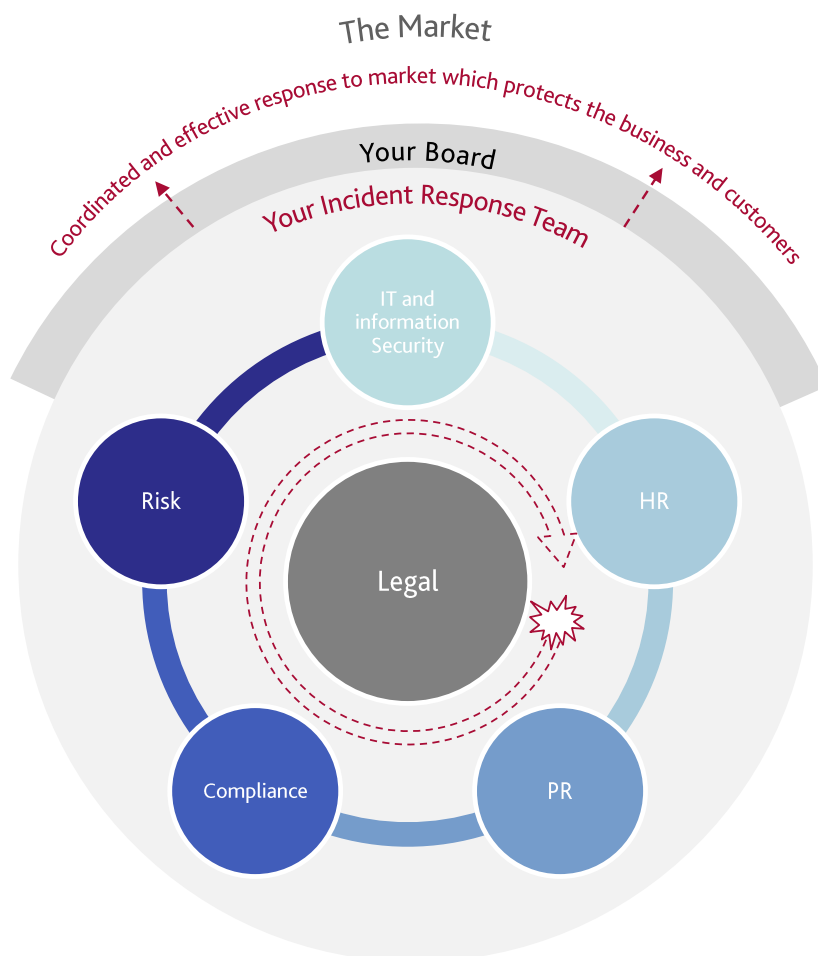 The Market
Coordinated and effective response to market which protects the business and customers
Your Board
Your Incident Response Team
IT and
information
Security
Risk
HR
Legal
Compliance
PR